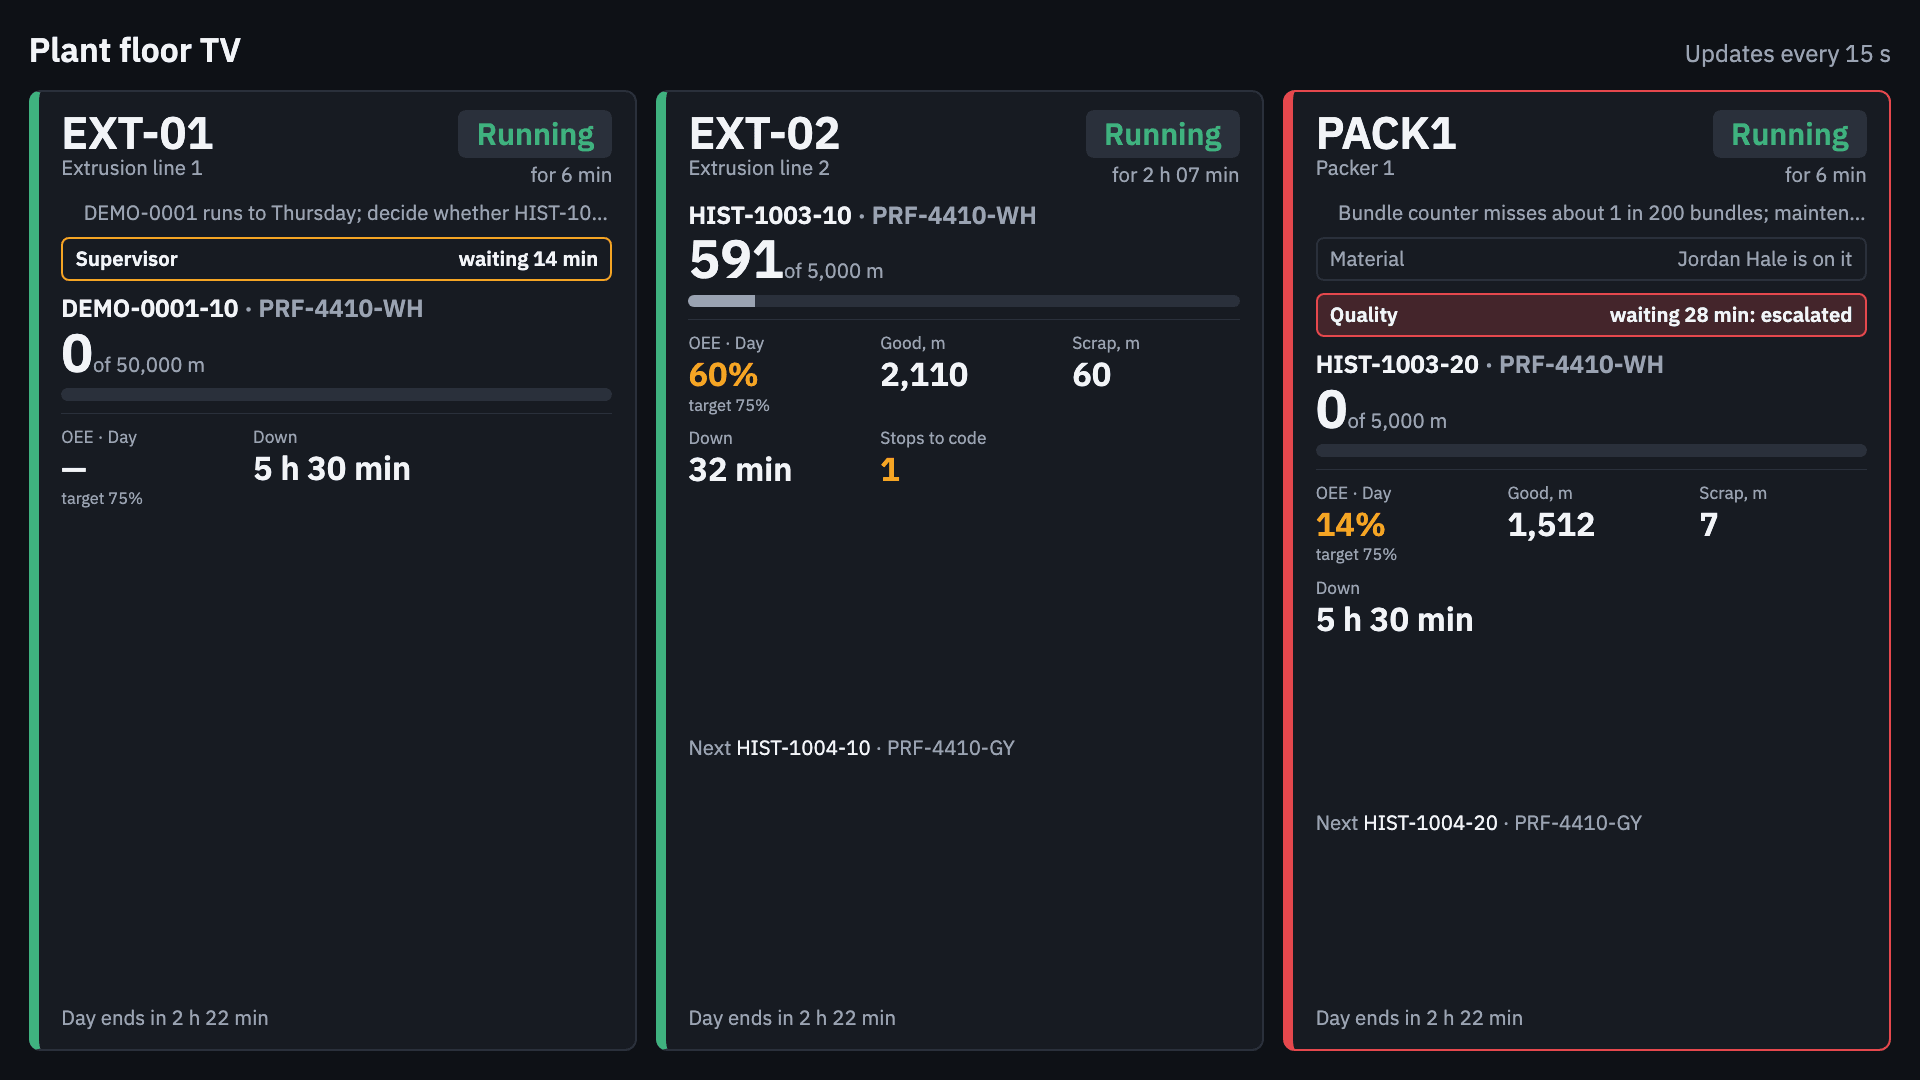 Plant floor TV
Updates every 15 s
EXT-01
Running
Extrusion line 1
for 6 min
DEMO-0001 runs to Thursday; decide whether HIST-10...
Supervisor
waiting 14 min
DEMO-0001-10 · PRF-4410-WH
0 of 50,000 m
OEE · Day
Down
—
5 h 30 min
target 75%
Day ends in 2 h 22 min
EXT-02
Running
Extrusion line 2
for 2 h 07 min
HIST-1003-10 · PRF-4410-WH
591 of 5,000 m
OEE · Day
Good, m
Scrap, m
60%
2,110
60
target 75%
Down
Stops to code
32 min
1
Next HIST-1004-10 · PRF-4410-GY
Day ends in 2 h 22 min
PACK1
Running
Packer 1
for 6 min
Bundle counter misses about 1 in 200 bundles; mainten...
Material
Jordan Hale is on it
Quality
waiting 28 min: escalated
HIST-1003-20 · PRF-4410-WH
0 of 5,000 m
OEE · Day
Good, m
Scrap, m
14%
1,512
7
target 75%
Down
5 h 30 min
Next HIST-1004-20 · PRF-4410-GY
Day ends in 2 h 22 min